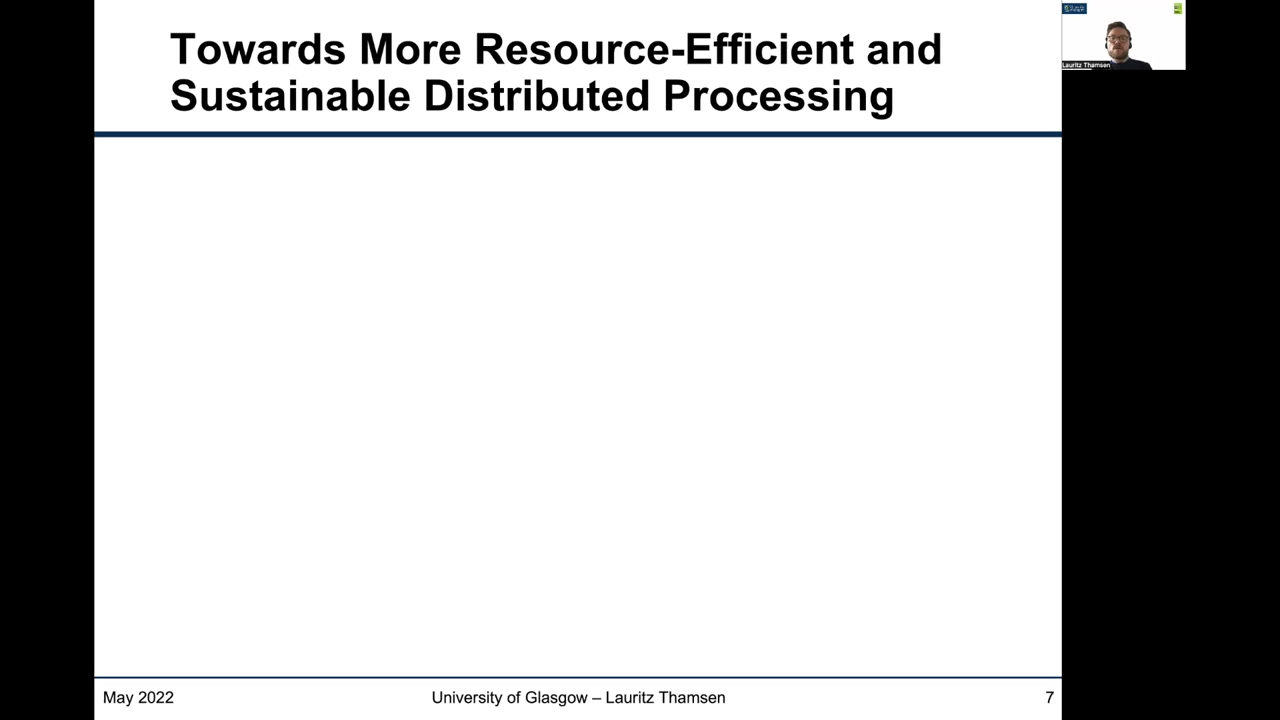 Towards More Resource-Efficient and
Sustainable Distributed Processing
Lauritz Thamsen
May 2022
University of Glasgow – Lauritz Thamsen
7